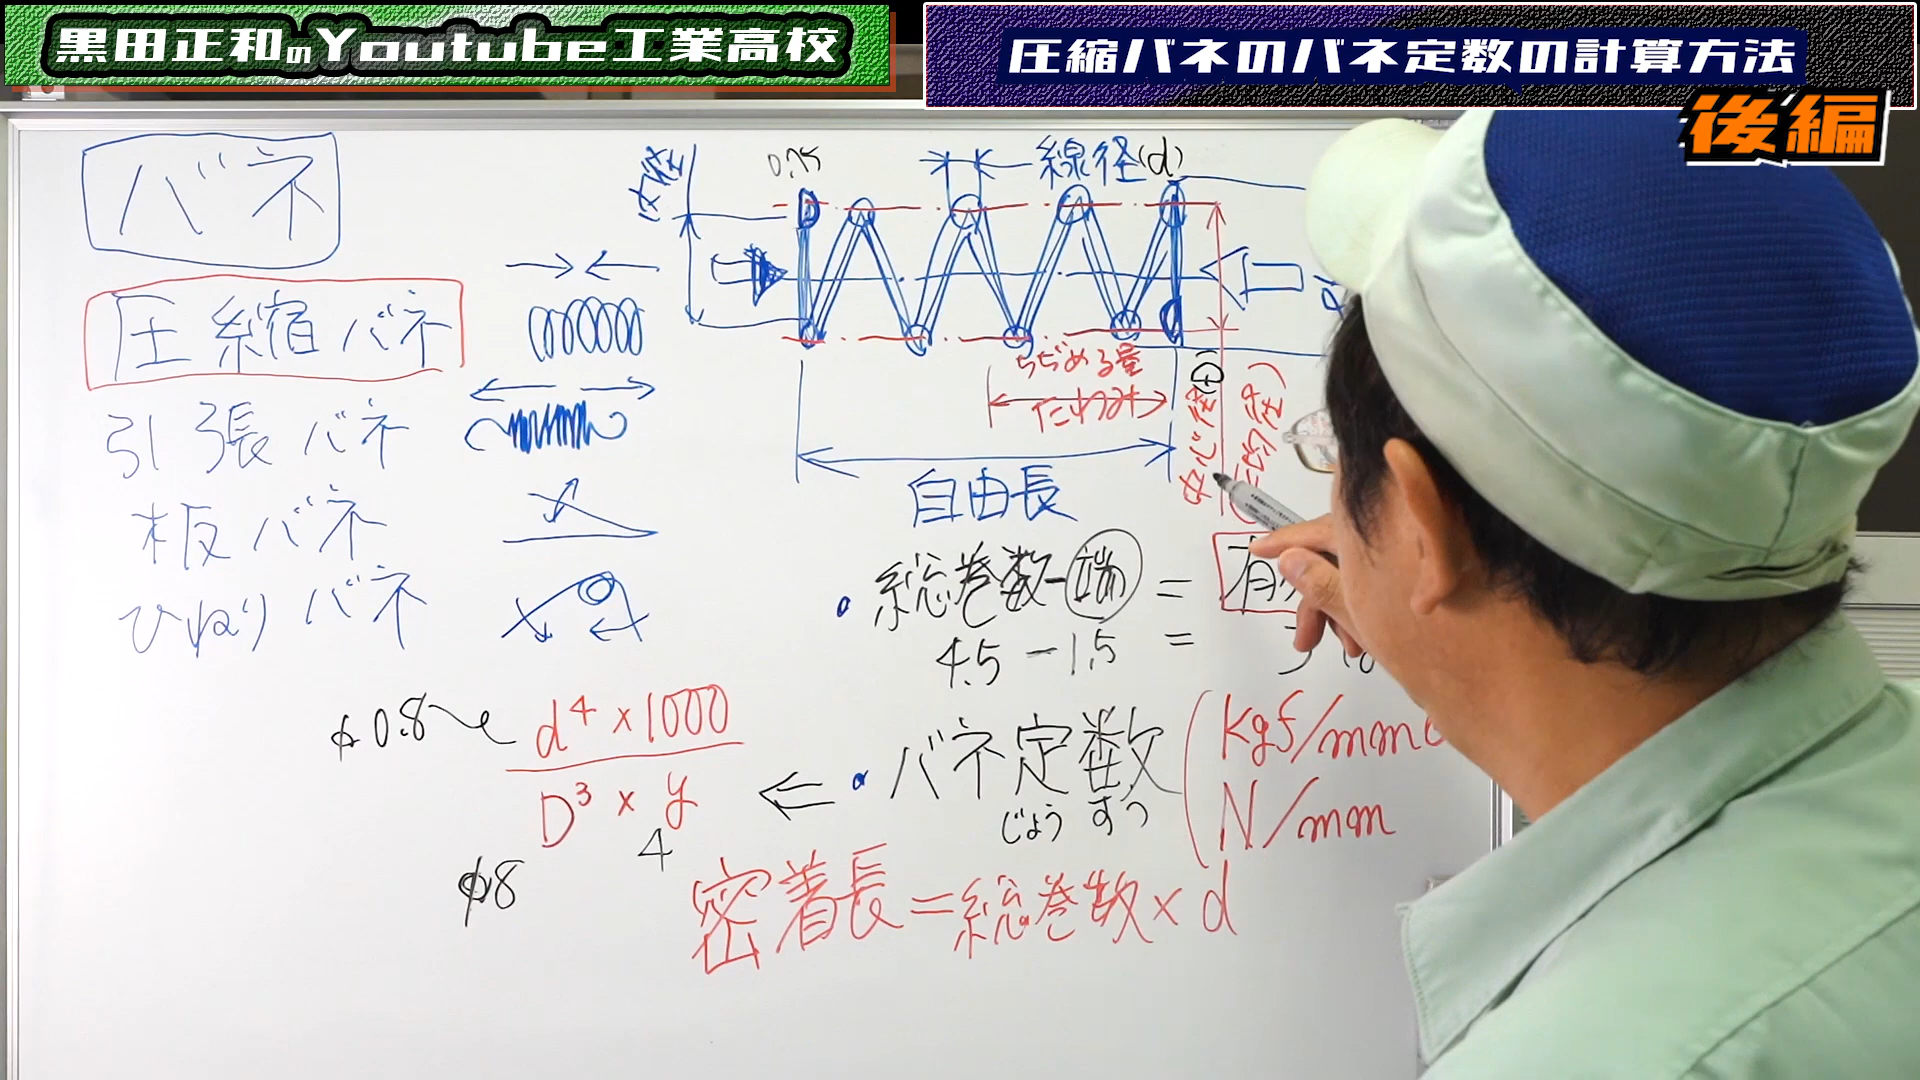 黒田正和のYoutube工業高校
圧縮バネのバネ定数の計算方法
後編
バネ
圧縮バネ
引張バネ
板バネ
ひねりバネ
0.75
線径(d)
ちぢめる量
たわみ
中心径(D)
自由長
・総巻数-端=有
4.5-1.5=3
φ0.8
d⁴×1000
D³×y
4
φ8
・バネ定数
じょうすう
kgf/mm
N/mm
密着長=総巻数×d